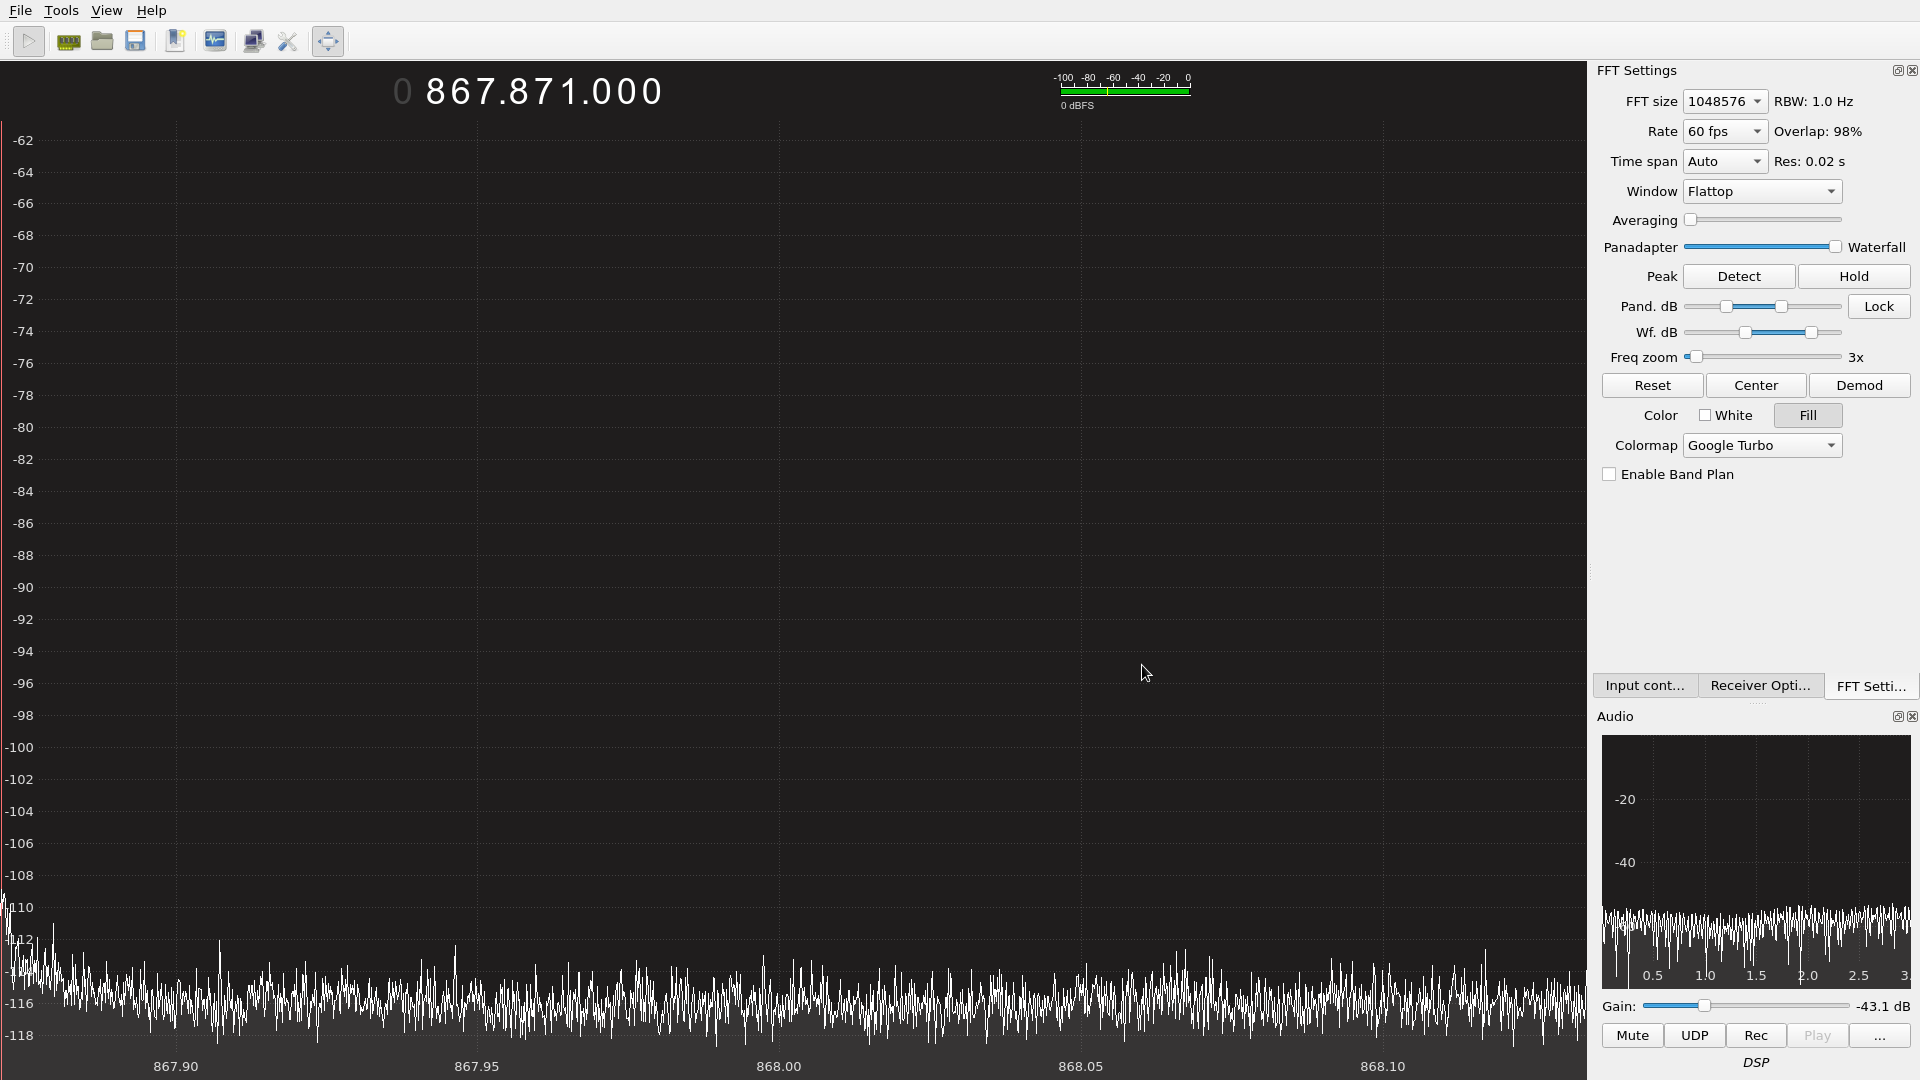 File Tools View Help
0 867.871.000
-100 -80 -60 -40 -20 0
0 dBFS
-62
-64
-66
-68
-70
-72
-74
-76
-78
-80
-82
-84
-86
-88
-90
-92
-94
-96
-98
-100
-102
-104
-106
-108
-110
-112
-114
-116
-118
867.90 867.95 868.00 868.05 868.10
FFT Settings
FFT size 1048576 RBW: 1.0 Hz
Rate 60 fps Overlap: 98%
Time span Auto Res: 0.02 s
Window Flattop
Averaging
Panadapter Waterfall
Peak Detect Hold
Pand. dB Lock
Wf. dB
Freq zoom 3x
Reset Center Demod
Color White Fill
Colormap Google Turbo
Enable Band Plan
Input cont... Receiver Opti... FFT Setti...
Audio
-20
-40
0.5 1.0 1.5 2.0 2.5 3.
Gain: -43.1 dB
Mute UDP Rec Play ...
DSP